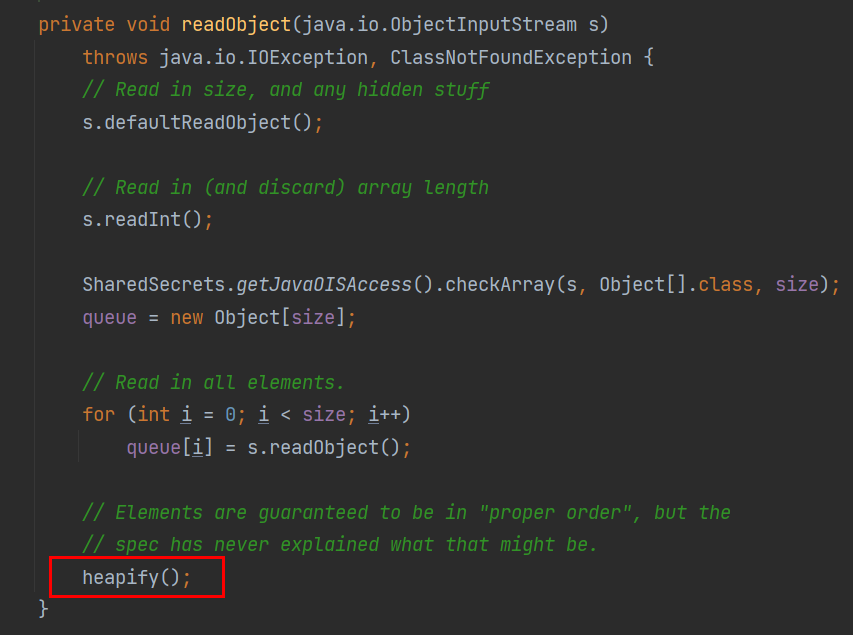 private void readObject(java.io.ObjectInputStream s)
throws java.io.IOException, ClassNotFoundException {
// Read in size, and any hidden stuff
s.defaultReadObject();
// Read in (and discard) array length
s.readInt();
SharedSecrets.getJavaOISAccess().checkArray(s, Object[].class, size);
queue = new Object[size];
// Read in all elements.
for (int i = 0; i < size; i++)
queue[i] = s.readObject();
// Elements are guaranteed to be in "proper order", but the
// spec has never explained what that might be.
heapify();
}